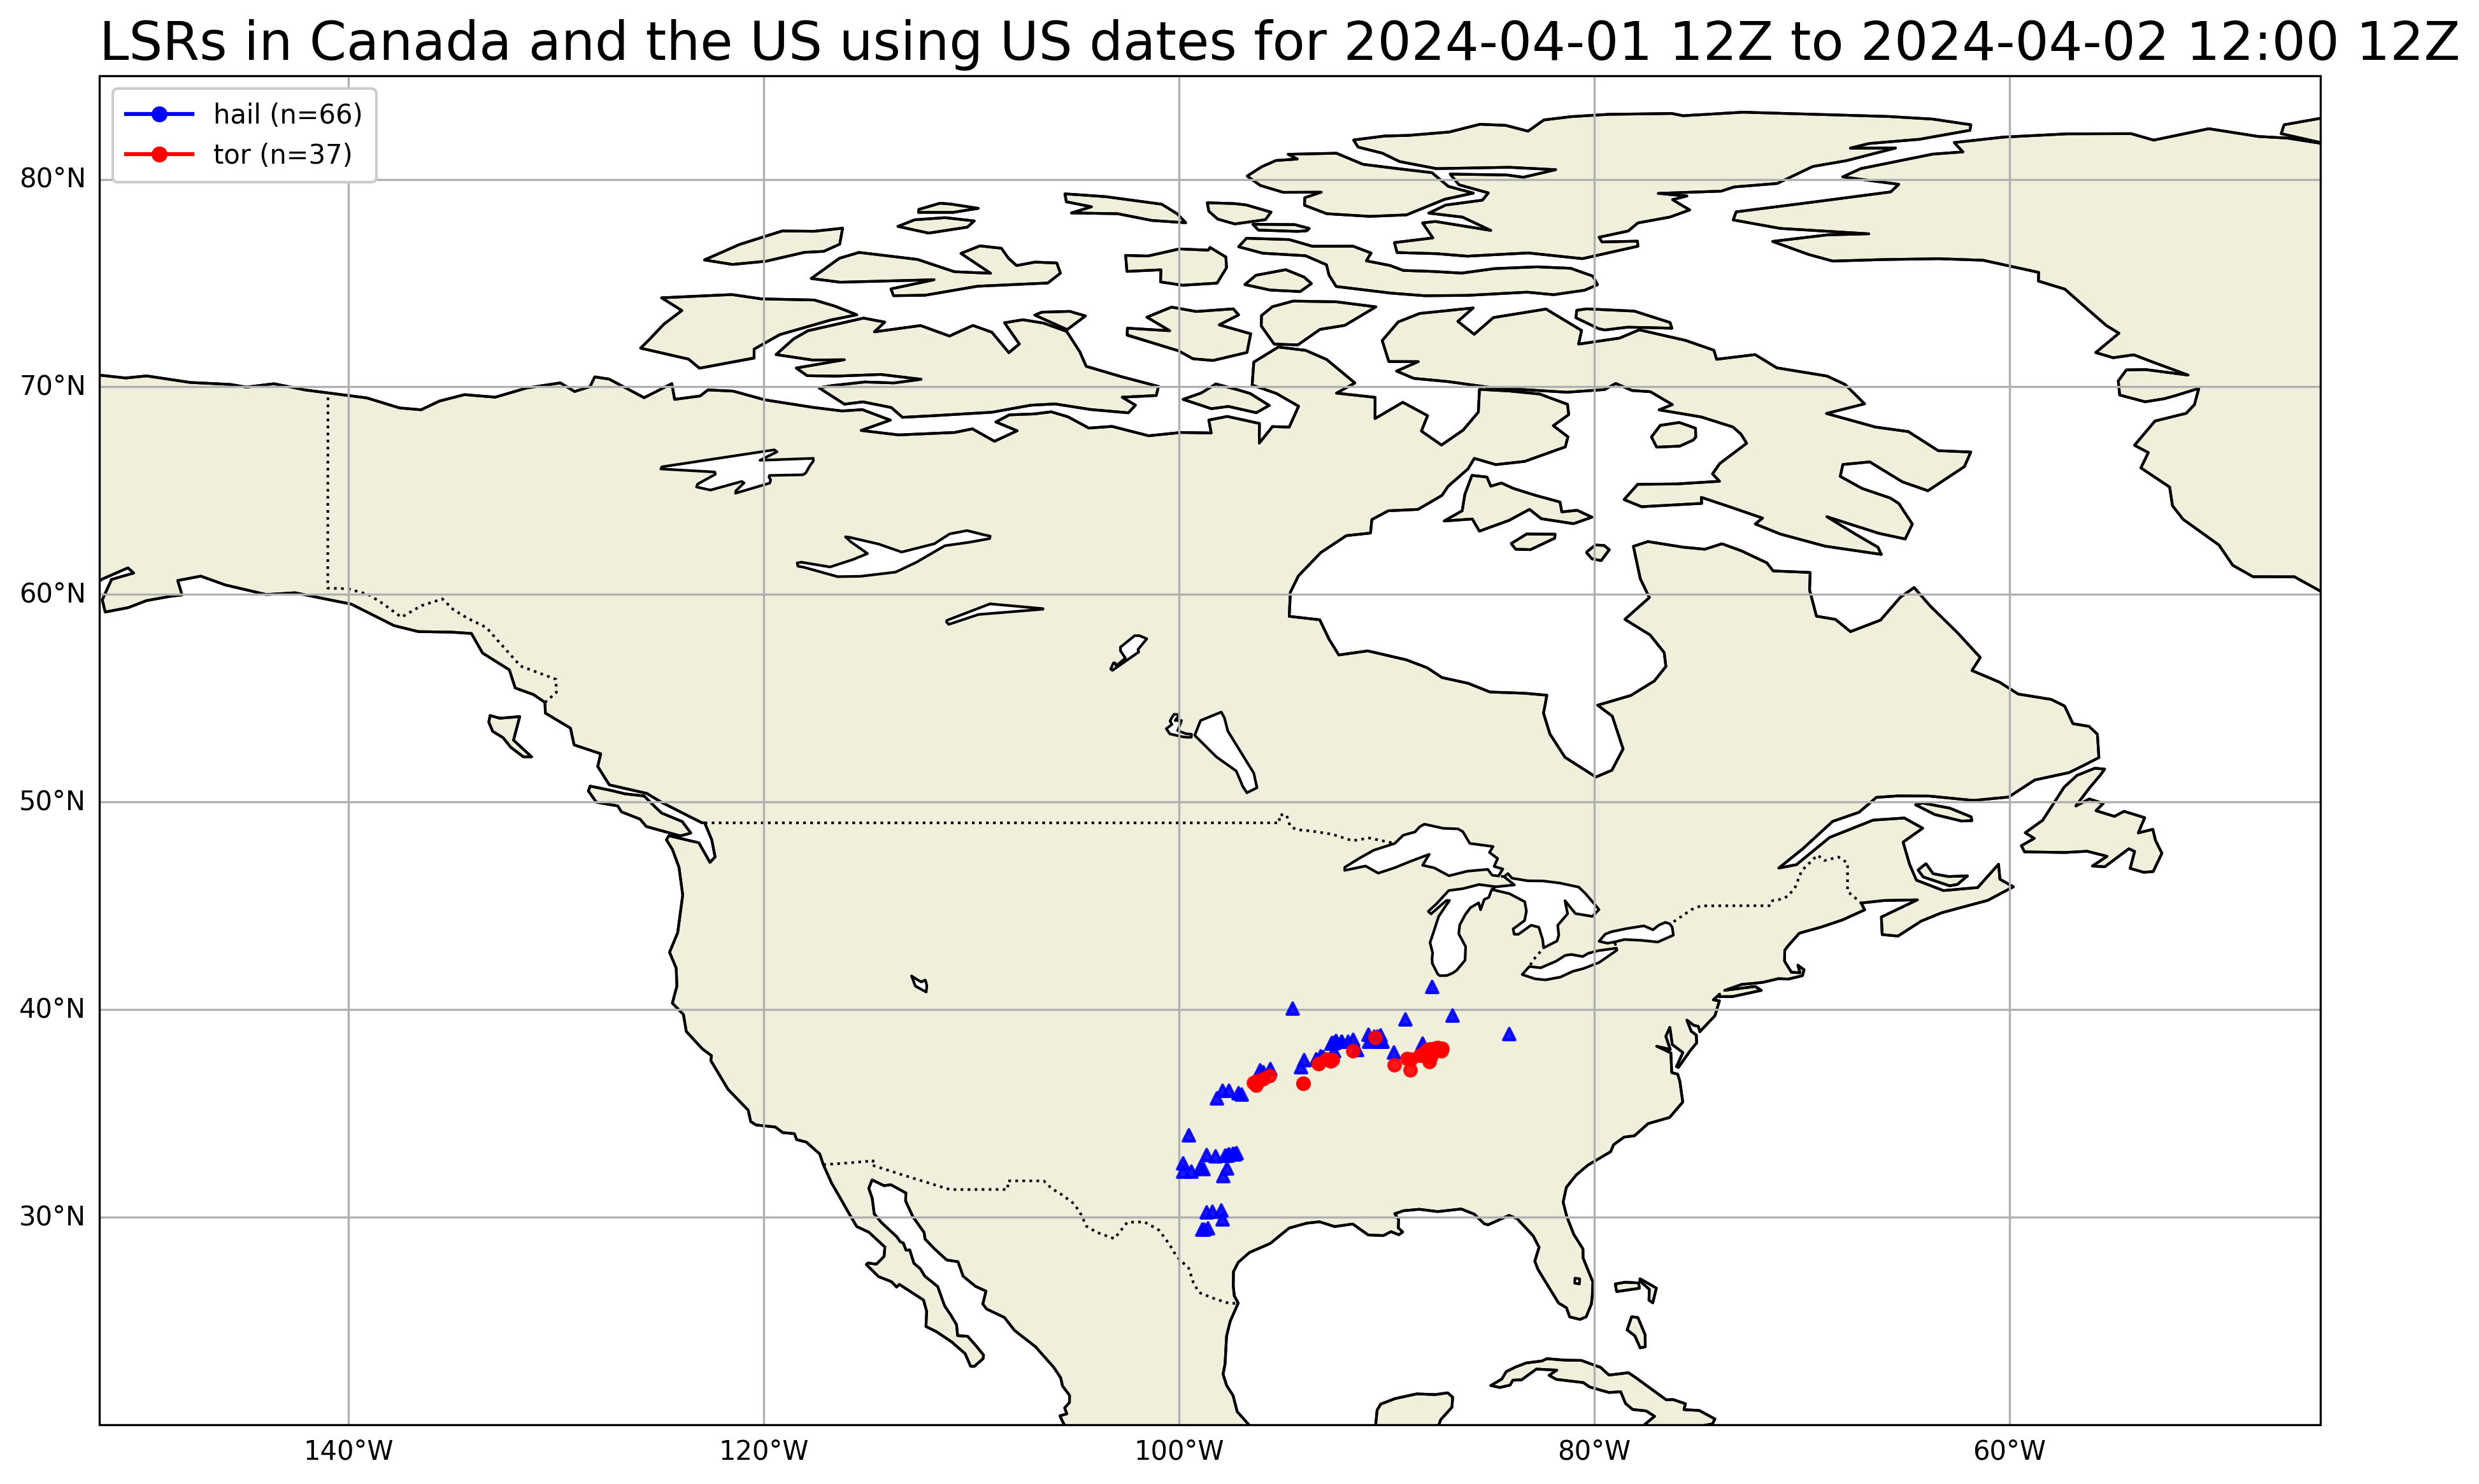 LSRs in Canada and the US using US dates for 2024-04-01 12Z to 2024-04-02 12:00 12Z
hail (n=66)
tor (n=37)
80°N
70°N
60°N
50°N
40°N
30°N
140°W
120°W
100°W
80°W
60°W